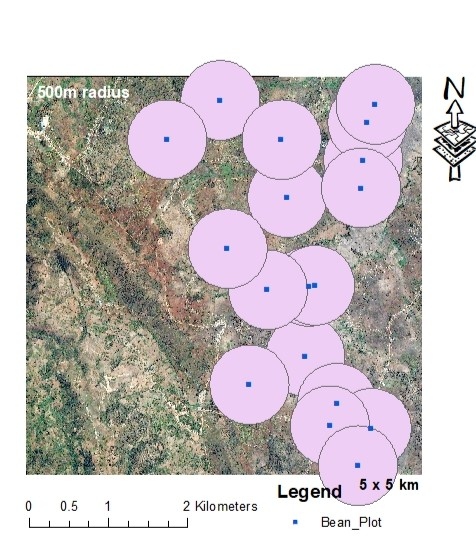 500m radius
N
5 x 5 km
Legend
0 0.5 1 2 Kilometers
Bean_Plot